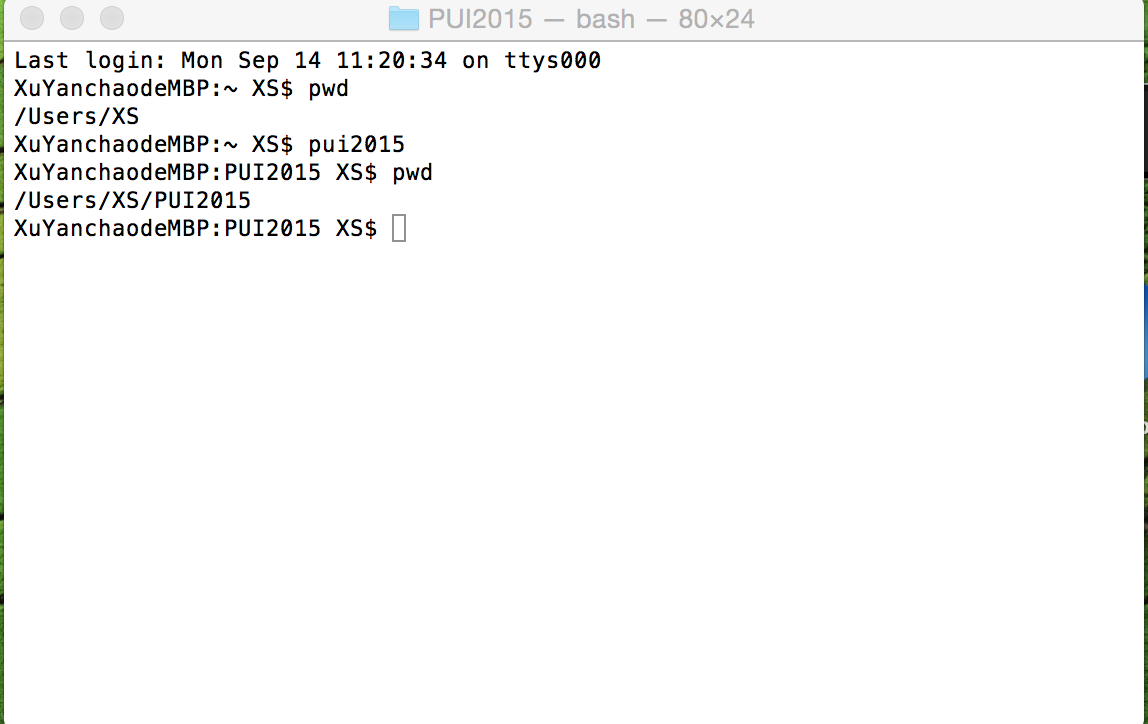 PUI2015 — bash — 80×24
Last login: Mon Sep 14 11:20:34 on ttys000
XuYanchaodeMBP:~ XS$ pwd
/Users/XS
XuYanchaodeMBP:~ XS$ pui2015
XuYanchaodeMBP:PUI2015 XS$ pwd
/Users/XS/PUI2015
XuYanchaodeMBP:PUI2015 XS$